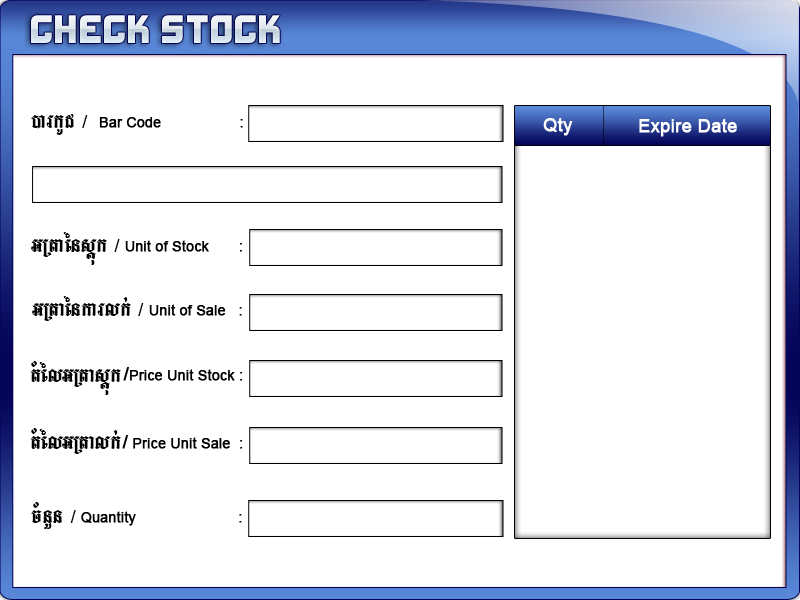 CHECK STOCK
បារកូដ / Bar Code :
Qty Expire Date
អត្រានៃស្តុក / Unit of Stock :
អត្រានៃការលក់ / Unit of Sale :
តំលៃអត្រាស្តុក/Price Unit Stock :
តំលៃអត្រាលក់/ Price Unit Sale :
ចំនួន / Quantity :